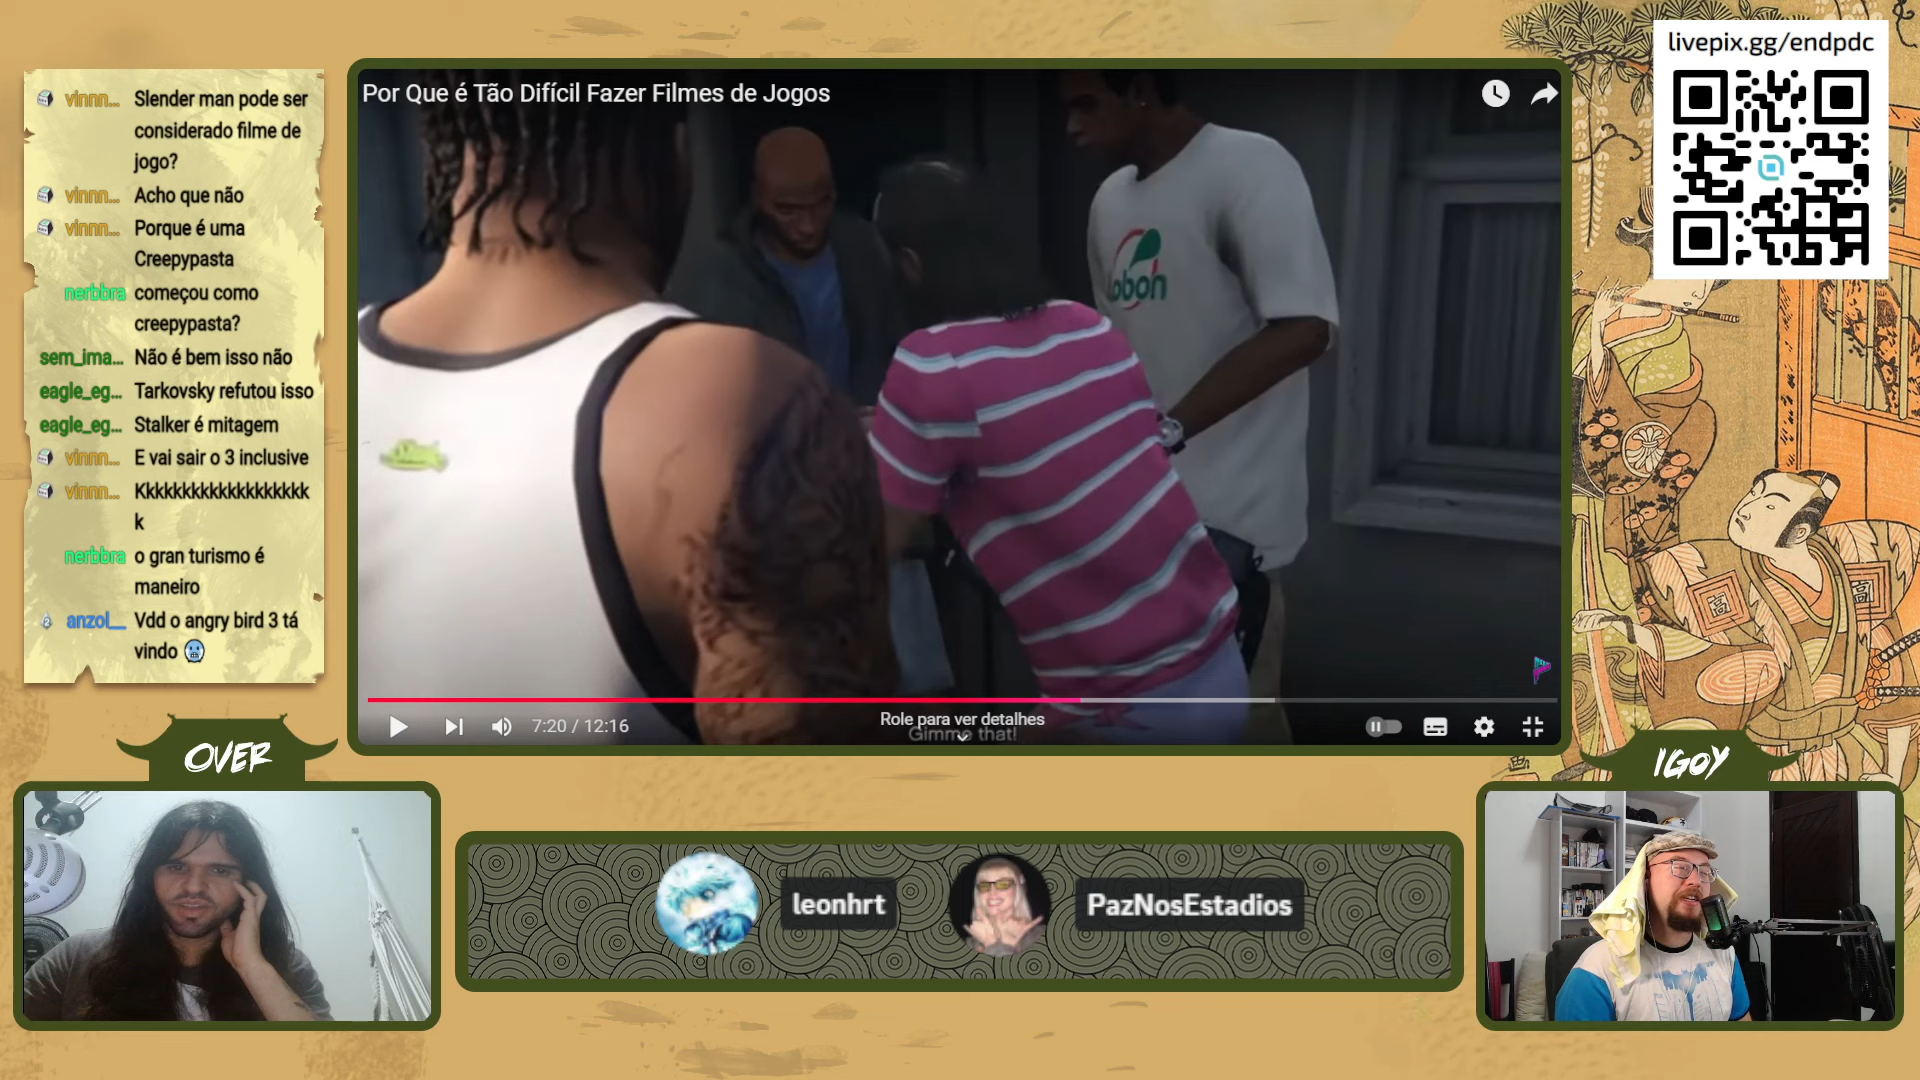 livepix.gg/endpdc
Por Que é Tão Difícil Fazer Filmes de Jogos
vinnn... Slender man pode ser
considerado filme de
jogo?
vinnn... Acho que não
vinnn... Porque é uma
Creepypasta
nerbbra começou como
creepypasta?
sem_ima... Não é bem isso não
eagle_eg... Tarkovsky refutou isso
eagle_eg... Stalker é mitagem
vinnn... E vai sair o 3 inclusive
vinnn... Kkkkkkkkkkkkkkkkkkk
k
nerbbra o gran turismo é
maneiro
anzol__ Vdd o angry bird 3 tá
vindo
7:20 / 12:16
Role para ver detalhes
Gimme that!
OVER
IGOY
leonhrt
PazNosEstadios